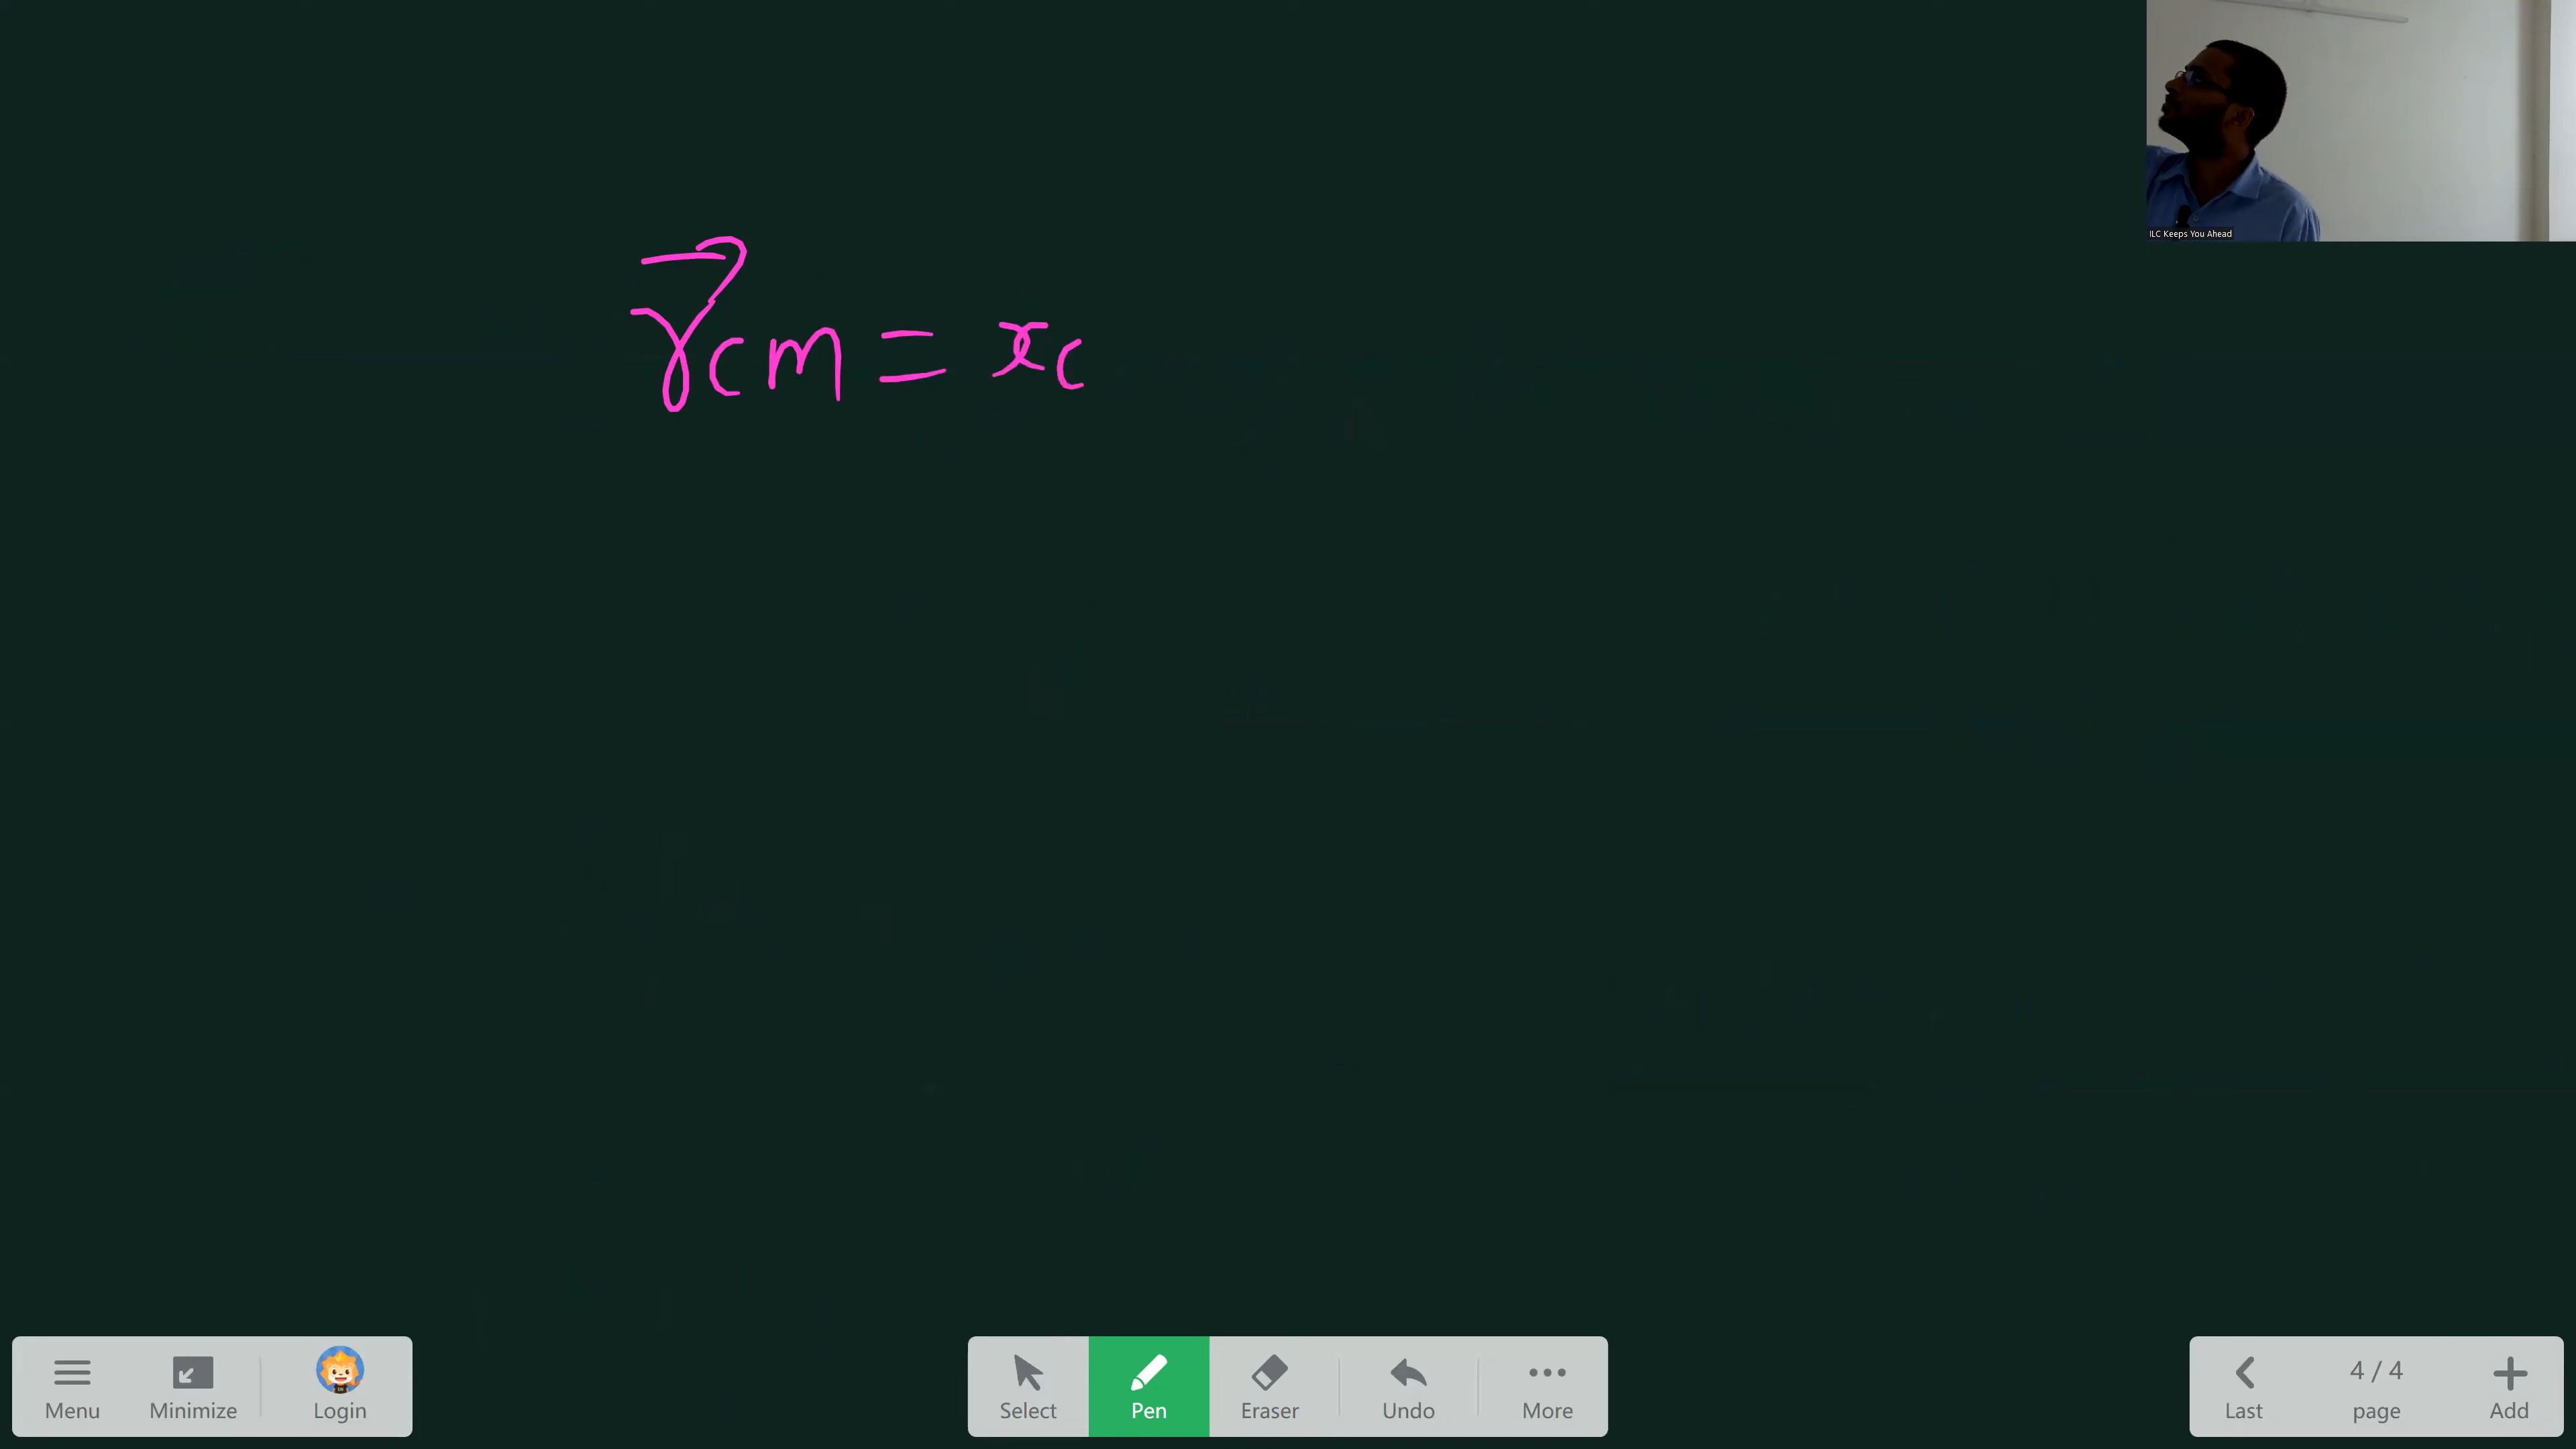 r⃗cm = xc
ILC Keeps You Ahead
Menu
Minimize
Login
Select
Pen
Eraser
Undo
More
Last
4 / 4
page
Add